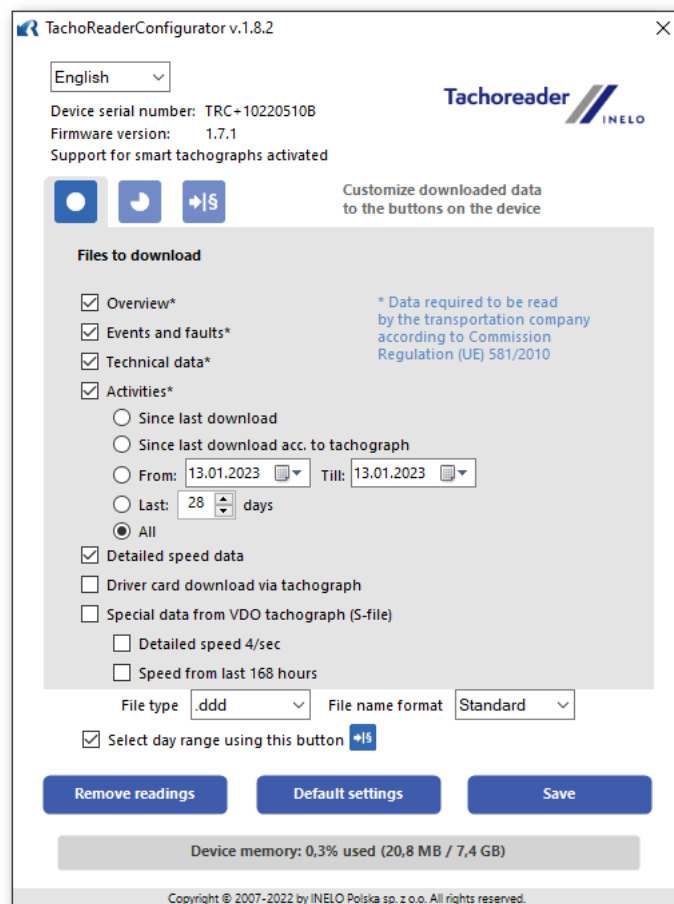 TachoReaderConfigurator v.1.8.2
English
Device serial number: TRC+10220510B
Firmware version: 1.7.1
Support for smart tachographs activated
Tachoreader
INELO
Customize downloaded data
to the buttons on the device
Files to download
Overview*
Events and faults*
Technical data*
Activities*
* Data required to be read
by the transportation company
according to Commission
Regulation (UE) 581/2010
Since last download
Since last download acc. to tachograph
From: 13.01.2023 Till: 13.01.2023
Last: 28 days
All
Detailed speed data
Driver card download via tachograph
Special data from VDO tachograph (S-file)
Detailed speed 4/sec
Speed from last 168 hours
File type .ddd File name format Standard
Select day range using this button
Remove readings Default settings Save
Device memory: 0,3% used (20,8 MB / 7,4 GB)
Copyright © 2007-2022 by INELO Polska sp. z o.o. All rights reserved.